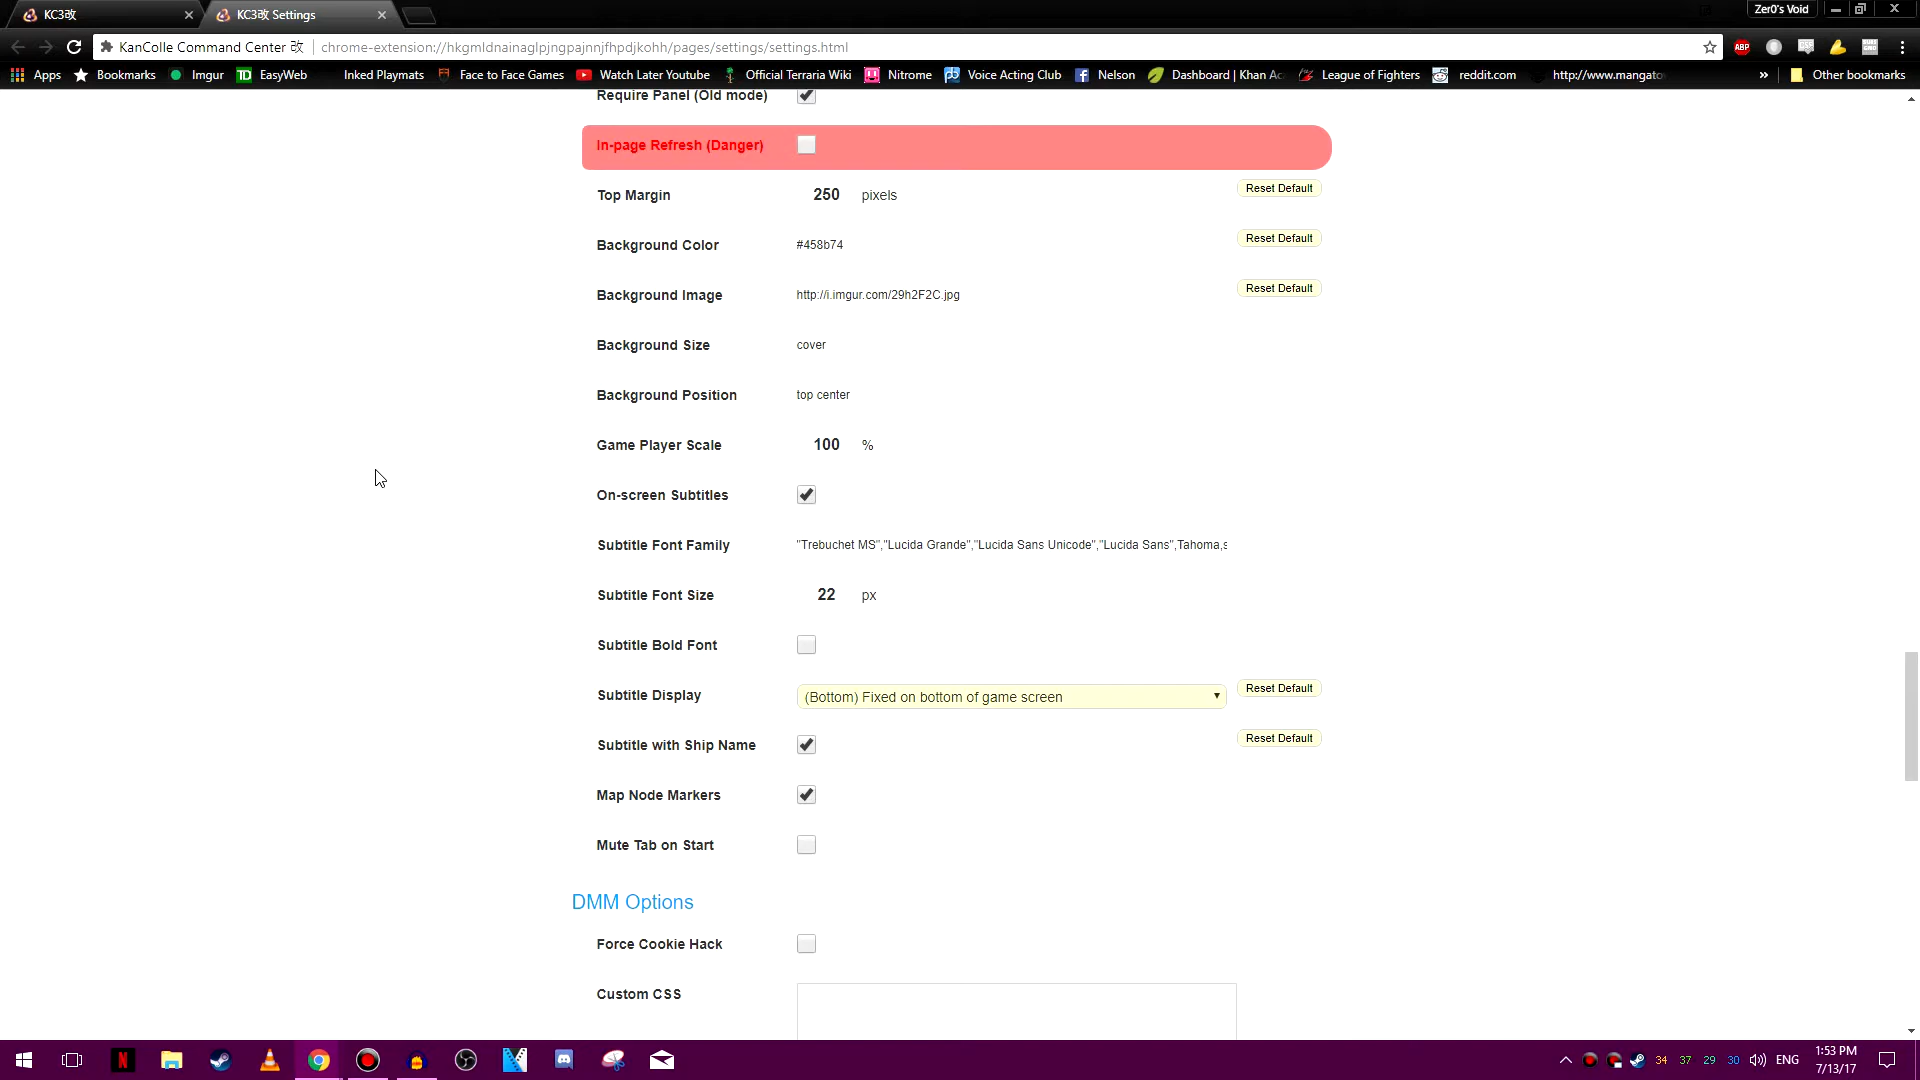 KC3改
KC3改 Settings
Zer0's Void
KanColle Command Center 改
chrome-extension://hkgmldnainaglpjngpajnnjfhpdjkohh/pages/settings/settings.html
ABP
Apps
Bookmarks
Imgur
TD
EasyWeb
Inked Playmats
Face to Face Games
Watch Later Youtube
Official Terraria Wiki
Nitrome
Voice Acting Club
Nelson
Dashboard | Khan Ac
League of Fighters
reddit.com
http://www.mangato
»
Other bookmarks
Require Panel (Old mode)
In-page Refresh (Danger)
Top Margin 250 pixels Reset Default
Background Color #458b74 Reset Default
Background Image http://i.imgur.com/29h2F2C.jpg Reset Default
Background Size cover
Background Position top center
Game Player Scale 100 %
On-screen Subtitles
Subtitle Font Family "Trebuchet MS","Lucida Grande","Lucida Sans Unicode","Lucida Sans",Tahoma,s
Subtitle Font Size 22 px
Subtitle Bold Font
Subtitle Display (Bottom) Fixed on bottom of game screen Reset Default
Subtitle with Ship Name Reset Default
Map Node Markers
Mute Tab on Start
DMM Options
Force Cookie Hack
Custom CSS
34 37 29 30 ENG
1:53 PM
7/13/17